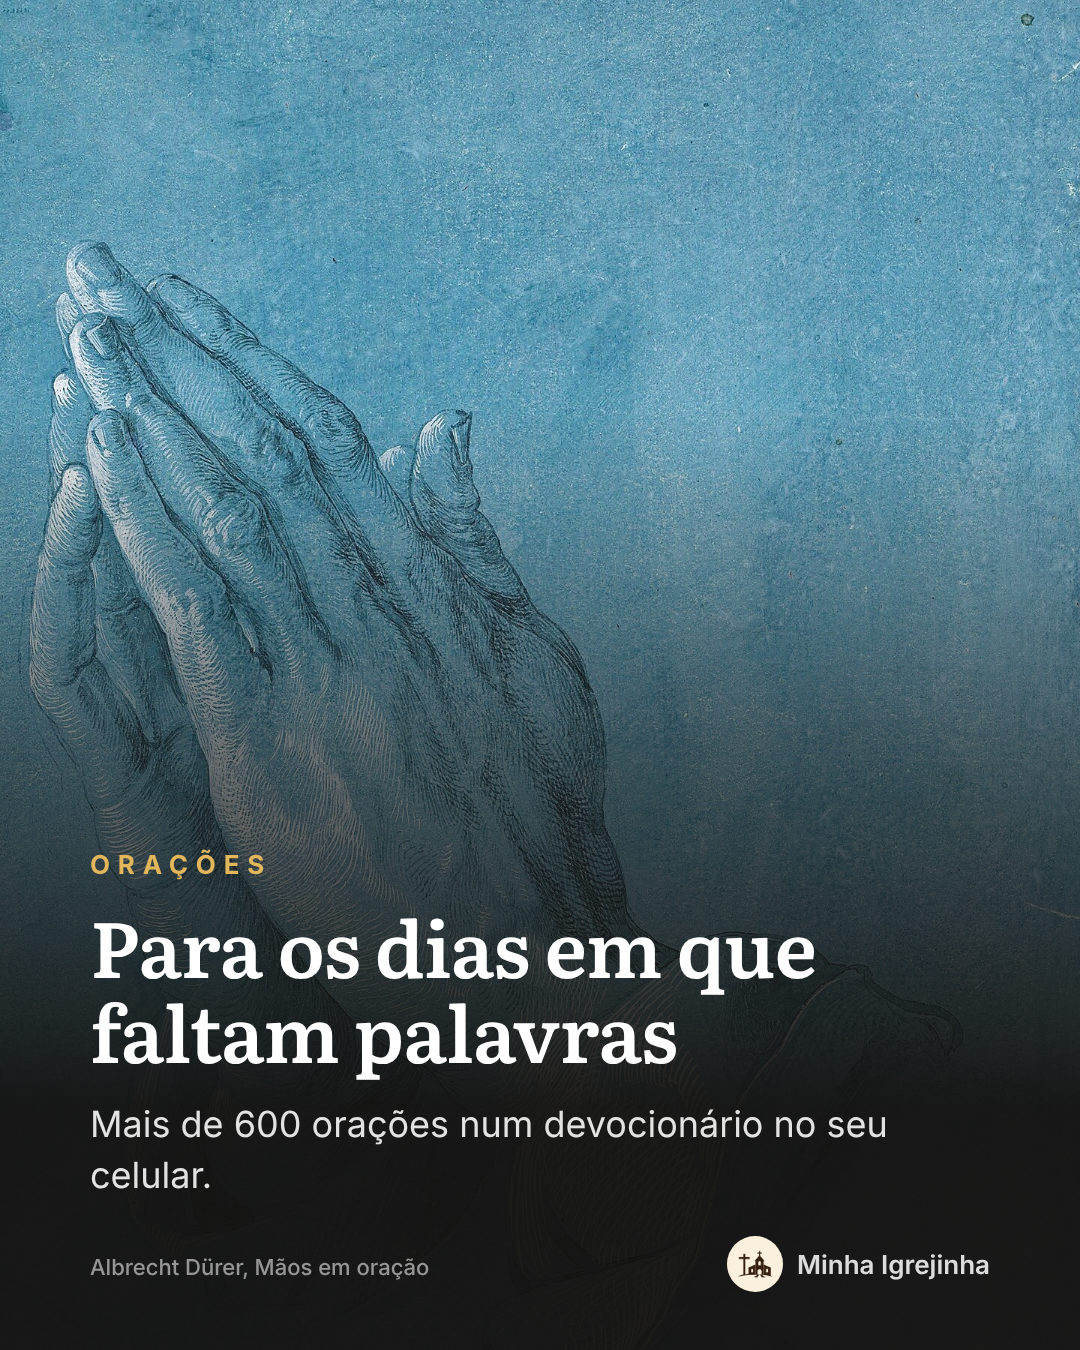 ORAÇÕES
Para os dias em que
faltam palavras
Mais de 600 orações num devocionário no seu
celular.
Albrecht Dürer, Mãos em oração
Minha Igrejinha